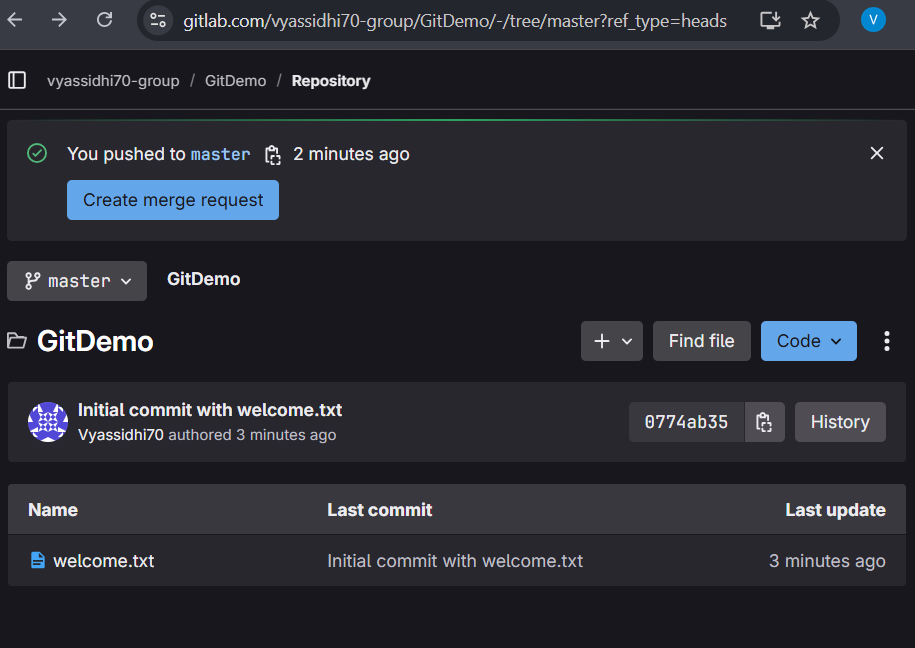 gitlab.com/vyassidhi70-group/GitDemo/-/tree/master?ref_type=heads
V
vyassidhi70-group / GitDemo / Repository
You pushed to master 2 minutes ago
Create merge request
master GitDemo
GitDemo
Find file Code
Initial commit with welcome.txt
Vyassidhi70 authored 3 minutes ago
0774ab35 History
Name Last commit Last update
welcome.txt Initial commit with welcome.txt 3 minutes ago